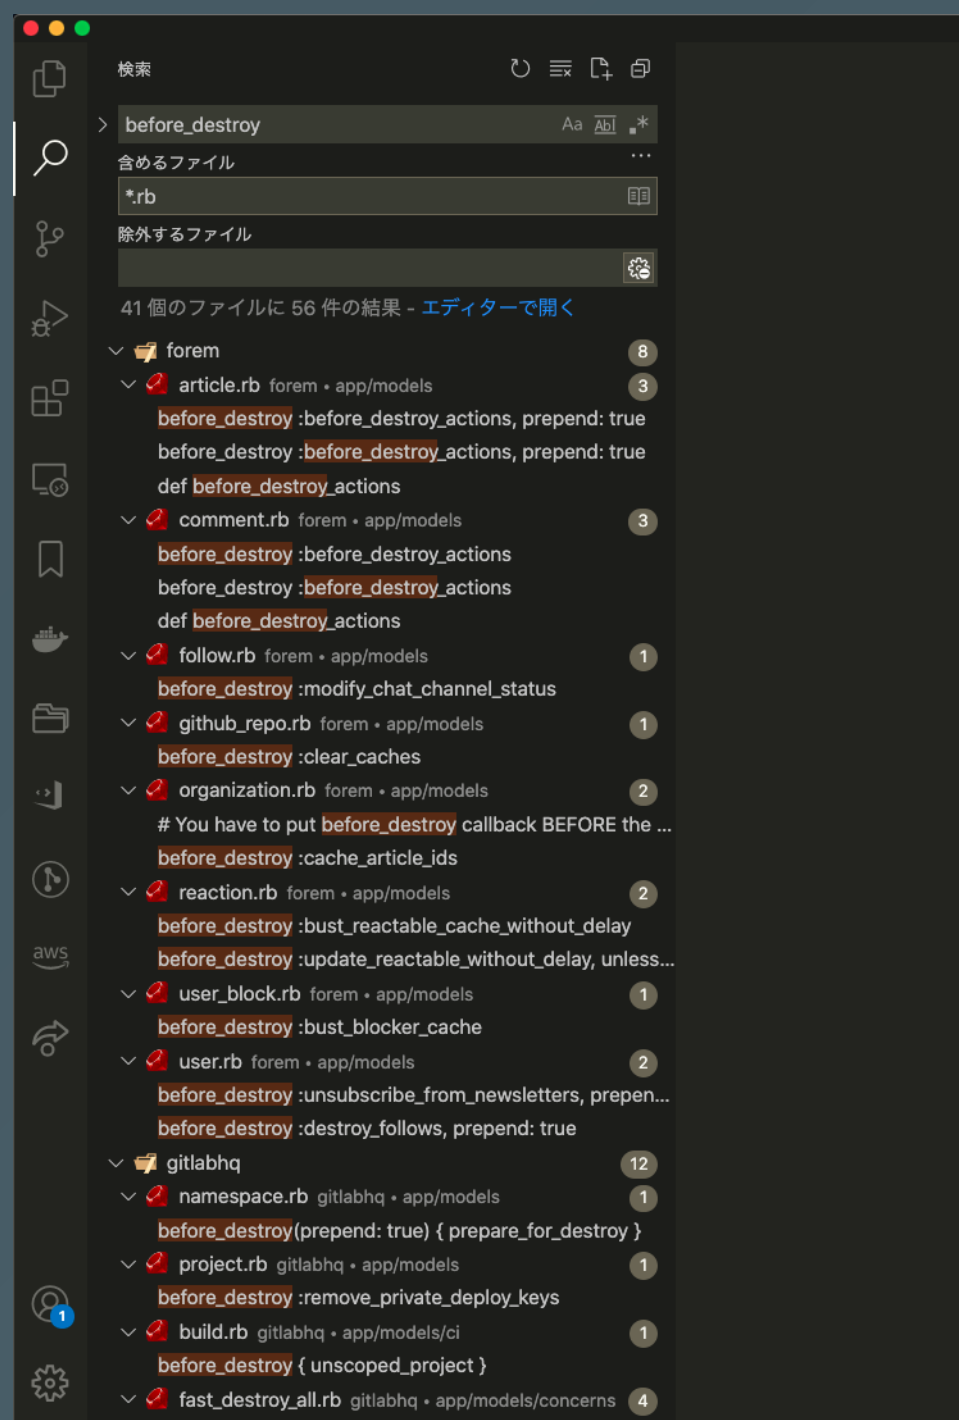 検索
before_destroy Aa Abl .*
含めるファイル ...
*.rb
除外するファイル
41 個のファイルに 56 件の結果 - エディターで開く
forem 8
article.rb forem • app/models 3
before_destroy :before_destroy_actions, prepend: true
before_destroy :before_destroy_actions, prepend: true
def before_destroy_actions
comment.rb forem • app/models 3
before_destroy :before_destroy_actions
before_destroy :before_destroy_actions
def before_destroy_actions
follow.rb forem • app/models 1
before_destroy :modify_chat_channel_status
github_repo.rb forem • app/models 1
before_destroy :clear_caches
organization.rb forem • app/models 2
# You have to put before_destroy callback BEFORE the ...
before_destroy :cache_article_ids
reaction.rb forem • app/models 2
before_destroy :bust_reactable_cache_without_delay
before_destroy :update_reactable_without_delay, unless...
user_block.rb forem • app/models 1
before_destroy :bust_blocker_cache
aws
user.rb forem • app/models 2
before_destroy :unsubscribe_from_newsletters, prepen...
before_destroy :destroy_follows, prepend: true
gitlabhq 12
namespace.rb gitlabhq • app/models 1
before_destroy(prepend: true) { prepare_for_destroy }
project.rb gitlabhq • app/models 1
before_destroy :remove_private_deploy_keys
1
build.rb gitlabhq • app/models/ci 1
before_destroy { unscoped_project }
fast_destroy_all.rb gitlabhq • app/models/concerns 4